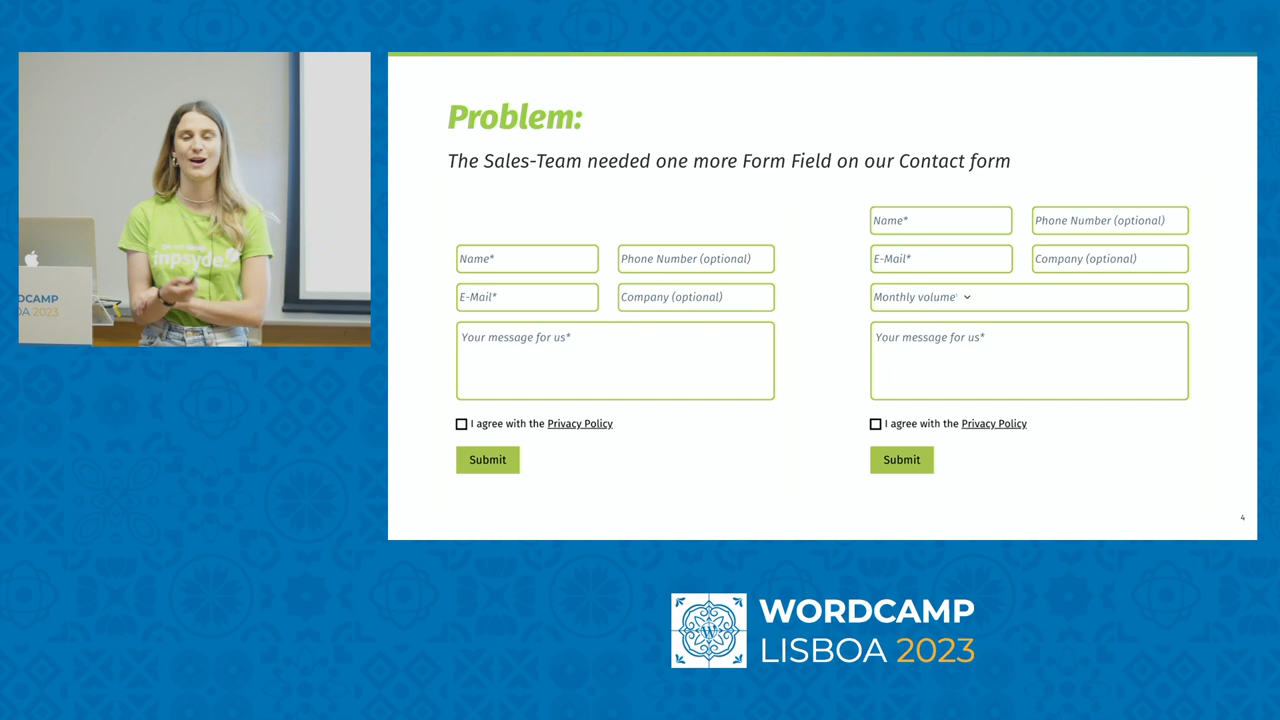 inpsyde
WORDCAMP
LISBOA 2023
Problem:
The Sales-Team needed one more Form Field on our Contact form
Name*
Phone Number (optional)
E-Mail*
Company (optional)
Your message for us*
I agree with the Privacy Policy
Submit
Name*
Phone Number (optional)
E-Mail*
Company (optional)
Monthly volume*
Your message for us*
I agree with the Privacy Policy
Submit
4
WORDCAMP
LISBOA 2023